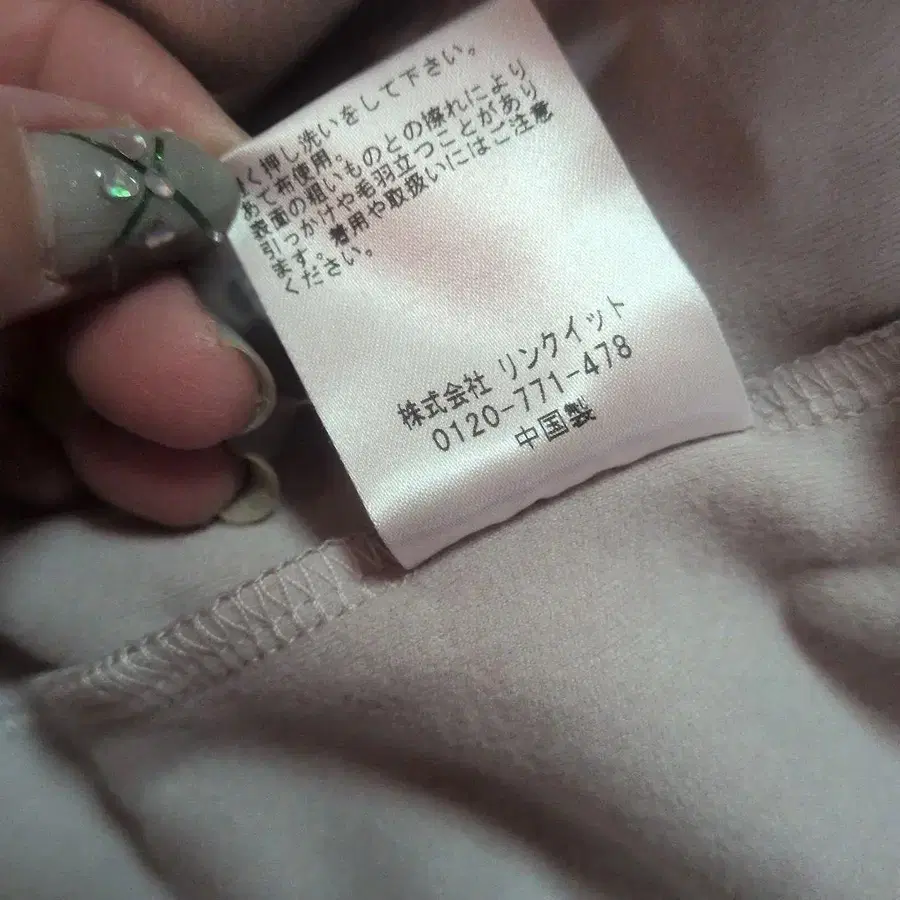 く押し洗いをして下さい。
あて布使用。
表面の粗いものとの擦れにより
引っかけや毛羽立つことがあり
ます。着用や取扱いにはご注意
ください。
株式会社 リンクイット
0120-771-478
中国製